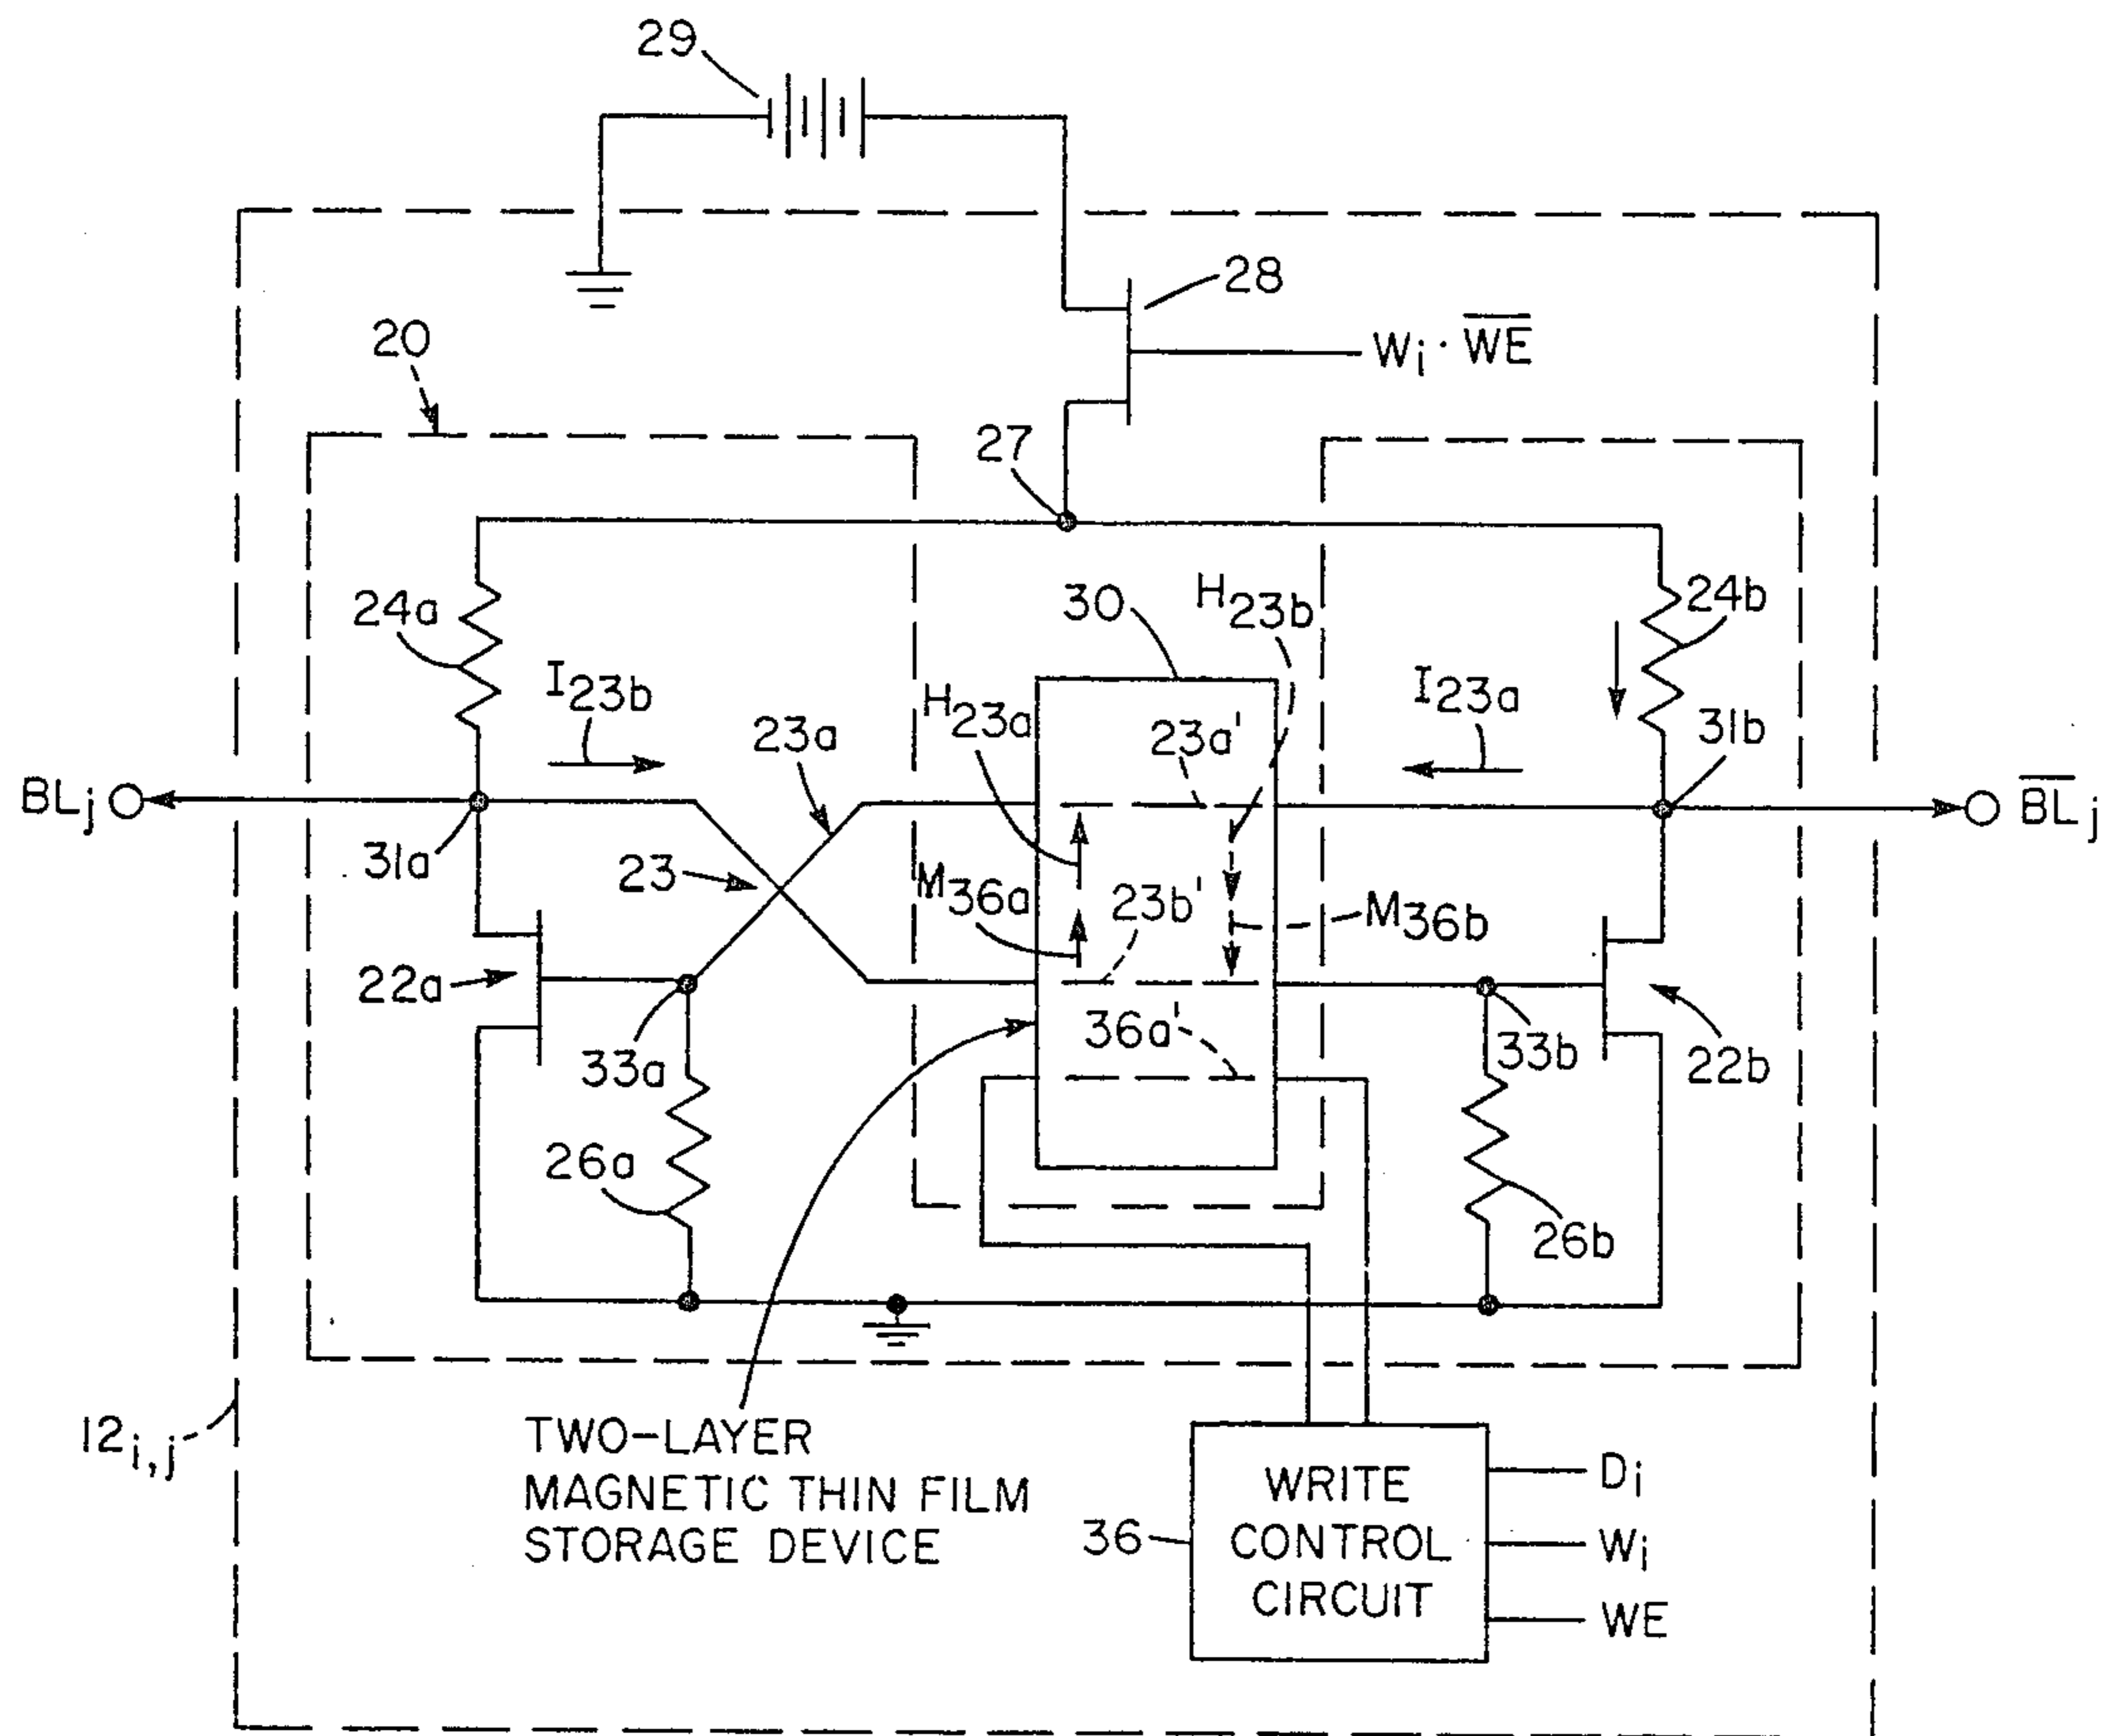 29
28
20
Wi · W̅E̅
27
24a
30
H23b
24b
I23b
H23a
I23a
23a
23a'
31b
BLj
B̅L̅j
31a
23
M36a
23b'
M36b
22a
36a'
33a
33b
22b
26a
26b
12i,j
TWO-LAYER
MAGNETIC THIN FILM
STORAGE DEVICE
36
WRITE
CONTROL
CIRCUIT
Di
Wi
WE